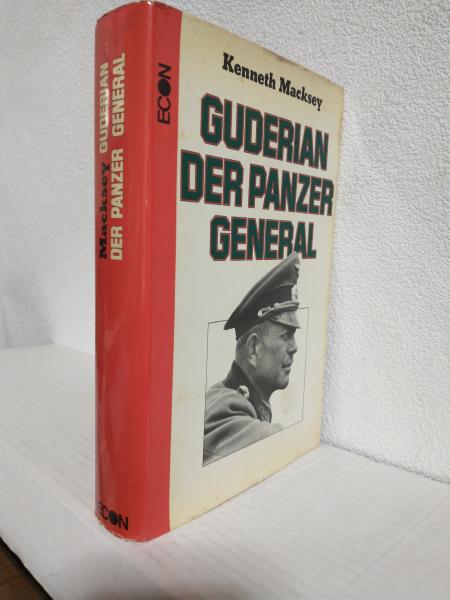 Kenneth Macksey
GUDERIAN
DER PANZER
GENERAL
ECON
Macksey GUDERIAN
DER PANZER GENERAL
ECON